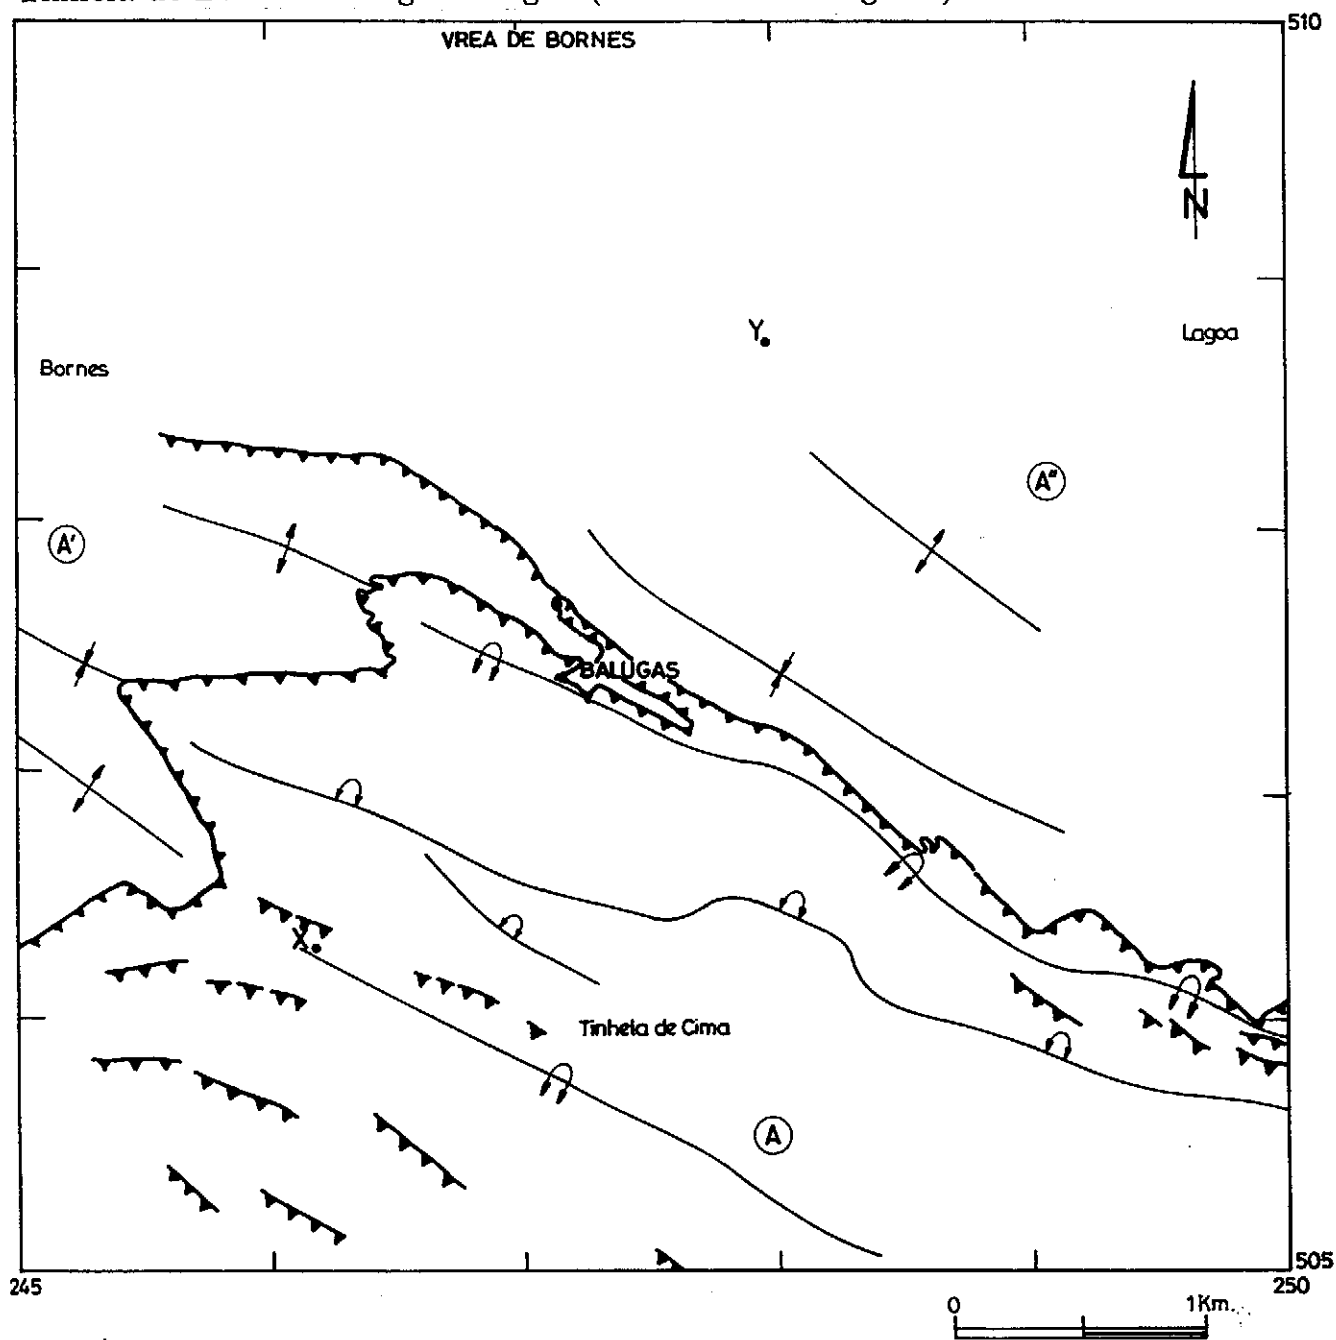 510
VREA DE BORNES
N
Y.
Lagoa
Bornes
A"
A'
BALUGAS
X.
Tinhela de Cima
A
505
245
250
0
1Km.